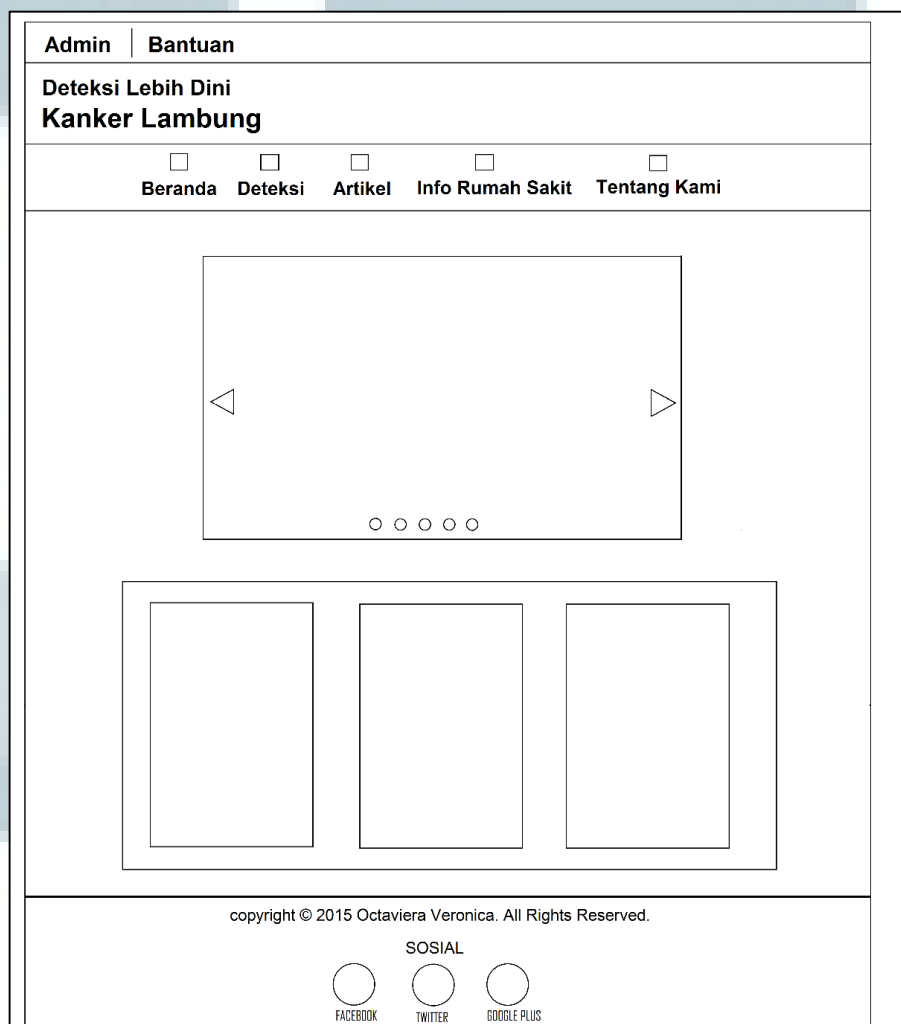 Admin Bantuan
Deteksi Lebih Dini
Kanker Lambung
Beranda Deteksi Artikel Info Rumah Sakit Tentang Kami
copyright © 2015 Octaviera Veronica. All Rights Reserved.
SOSIAL
FACEBOOK TWITTER GOOGLE PLUS